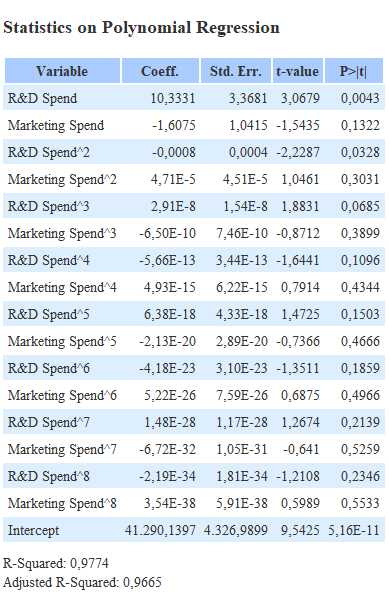 Statistics on Polynomial Regression
Variable Coeff. Std. Err. t-value P>|t|
R&D Spend 10,3331 3,3681 3,0679 0,0043
Marketing Spend -1,6075 1,0415 -1,5435 0,1322
R&D Spend^2 -0,0008 0,0004 -2,2287 0,0328
Marketing Spend^2 4,71E-5 4,51E-5 1,0461 0,3031
R&D Spend^3 2,91E-8 1,54E-8 1,8831 0,0685
Marketing Spend^3 -6,50E-10 7,46E-10 -0,8712 0,3899
R&D Spend^4 -5,66E-13 3,44E-13 -1,6441 0,1096
Marketing Spend^4 4,93E-15 6,22E-15 0,7914 0,4344
R&D Spend^5 6,38E-18 4,33E-18 1,4725 0,1503
Marketing Spend^5 -2,13E-20 2,89E-20 -0,7366 0,4666
R&D Spend^6 -4,18E-23 3,10E-23 -1,3511 0,1859
Marketing Spend^6 5,22E-26 7,59E-26 0,6875 0,4966
R&D Spend^7 1,48E-28 1,17E-28 1,2674 0,2139
Marketing Spend^7 -6,72E-32 1,05E-31 -0,641 0,5259
R&D Spend^8 -2,19E-34 1,81E-34 -1,2108 0,2346
Marketing Spend^8 3,54E-38 5,91E-38 0,5989 0,5533
Intercept 41.290,1397 4.326,9899 9,5425 5,16E-11
R-Squared: 0,9774
Adjusted R-Squared: 0,9665